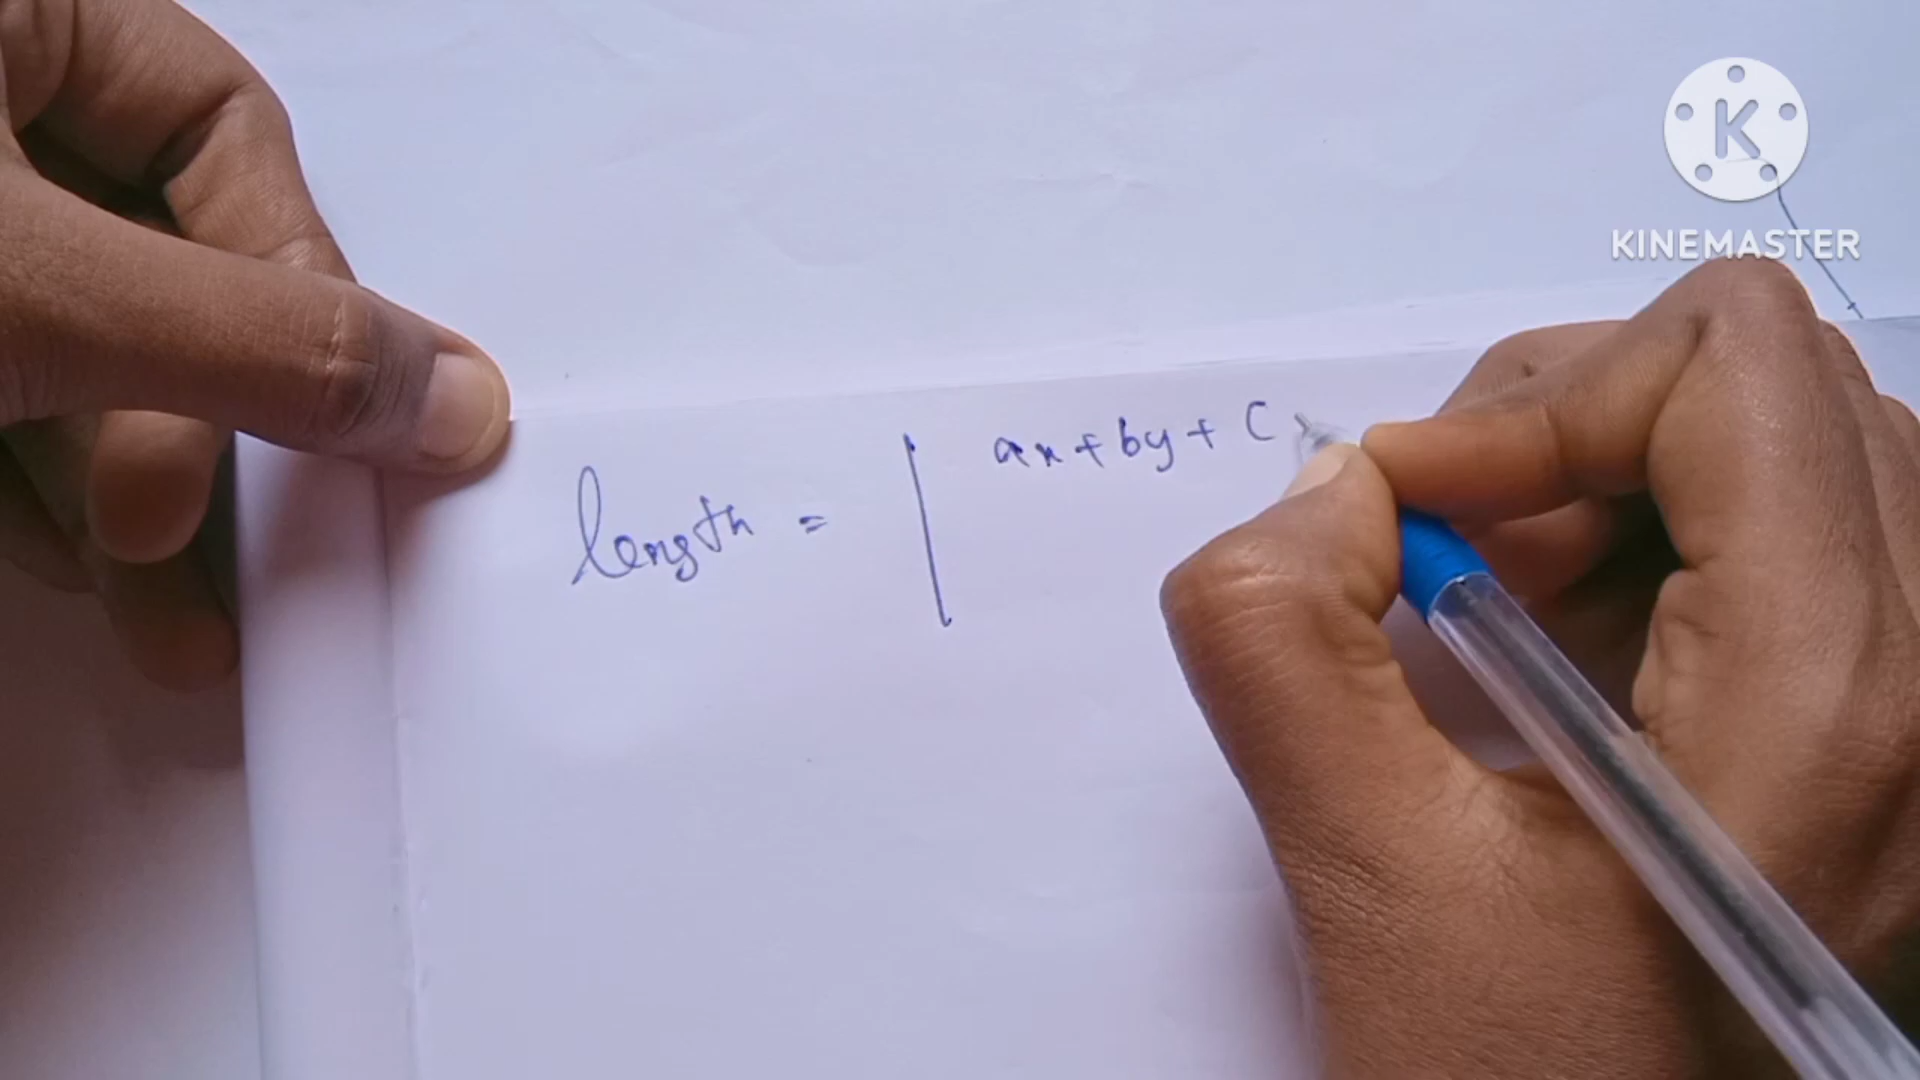 K
KINEMASTER
length = | ax+by+C